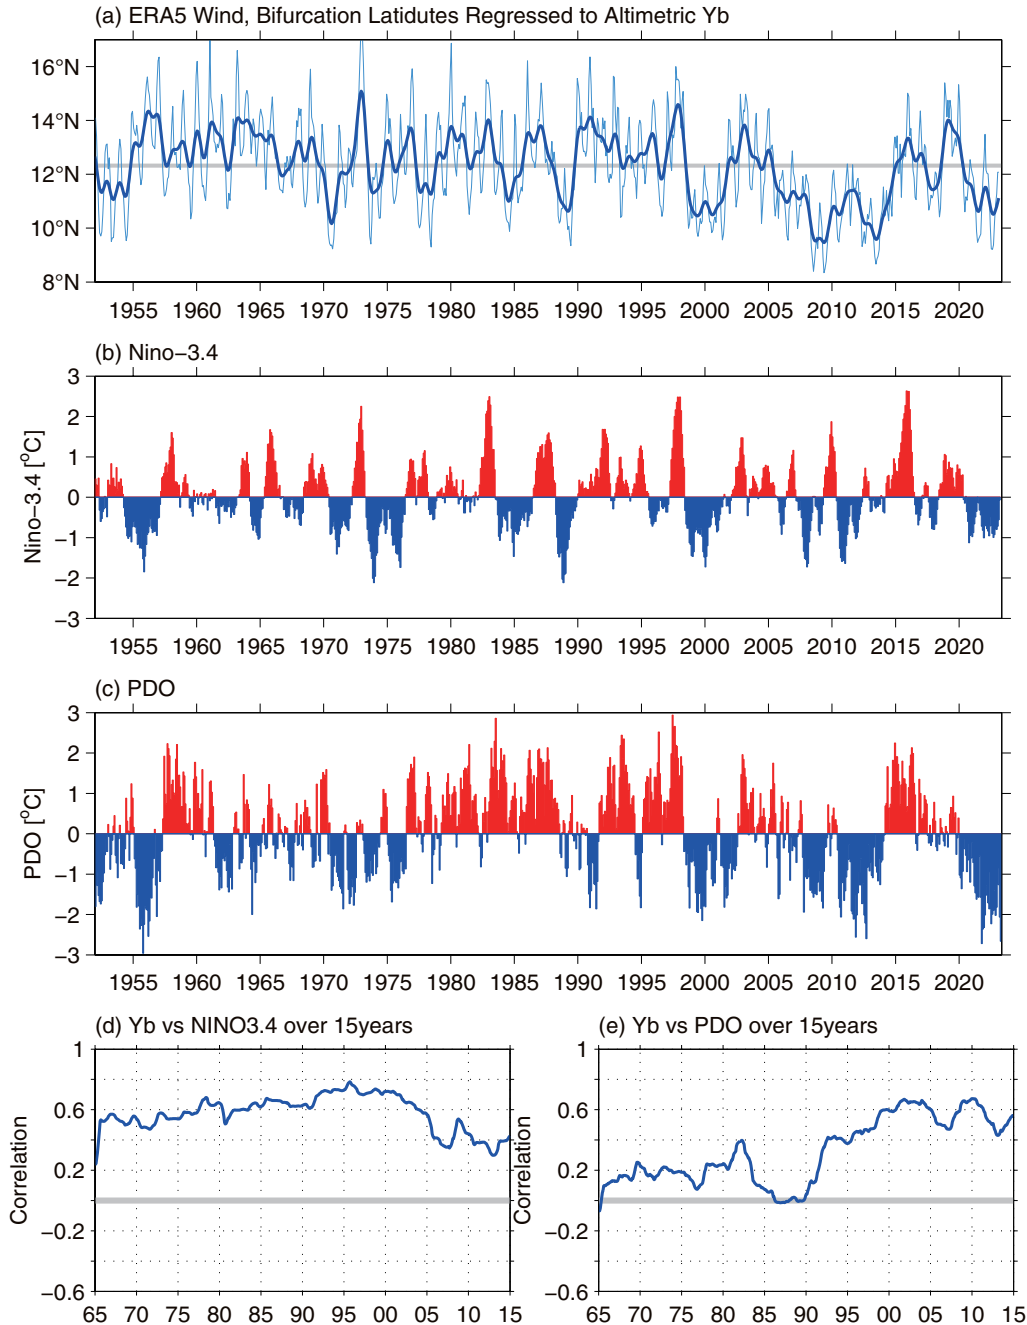 (a) ERA5 Wind, Bifurcation Latidutes Regressed to Altimetric Yb
16°N
14°N
12°N
10°N
8°N
1955 1960 1965 1970 1975 1980 1985 1990 1995 2000 2005 2010 2015 2020
(b) Nino−3.4
Nino−3.4 [°C]
3
2
1
0
−1
−2
−3
1955 1960 1965 1970 1975 1980 1985 1990 1995 2000 2005 2010 2015 2020
(c) PDO
PDO [°C]
3
2
1
0
−1
−2
−3
1955 1960 1965 1970 1975 1980 1985 1990 1995 2000 2005 2010 2015 2020
(d) Yb vs NINO3.4 over 15years
Correlation
1
0.6
0.2
−0.2
−0.6
65 70 75 80 85 90 95 00 05 10 15
(e) Yb vs PDO over 15years
Correlation
1
0.6
0.2
−0.2
−0.6
65 70 75 80 85 90 95 00 05 10 15